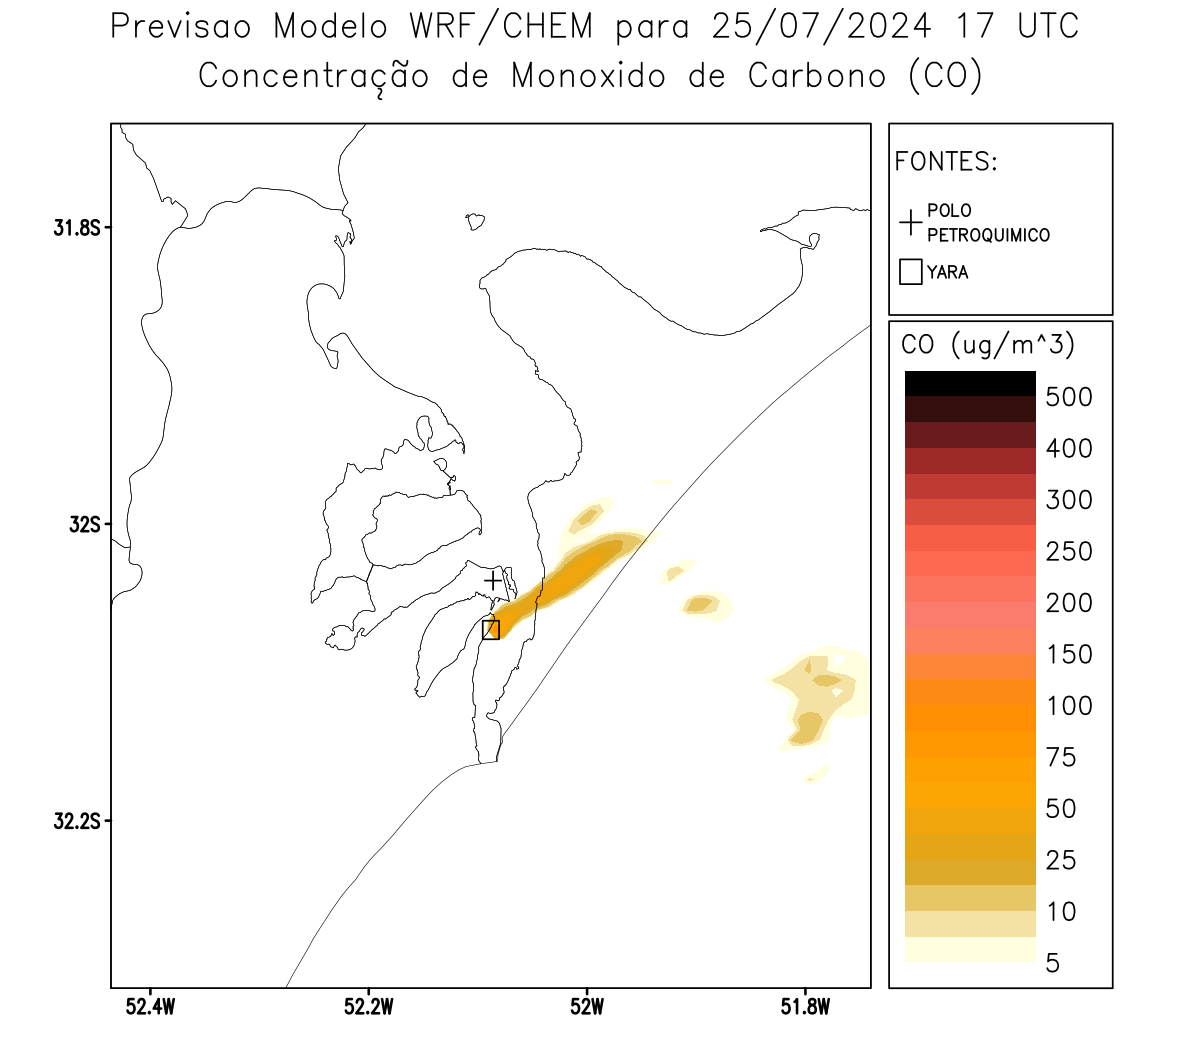 Previsao Modelo WRF/CHEM para 25/07/2024 17 UTC
Concentração de Monoxido de Carbono (CO)
FONTES:
POLO
PETROQUIMICO
YARA
CO (ug/m^3)
500
400
300
250
200
150
100
75
50
25
10
5
31.8S
32S
32.2S
52.4W
52.2W
52W
51.8W